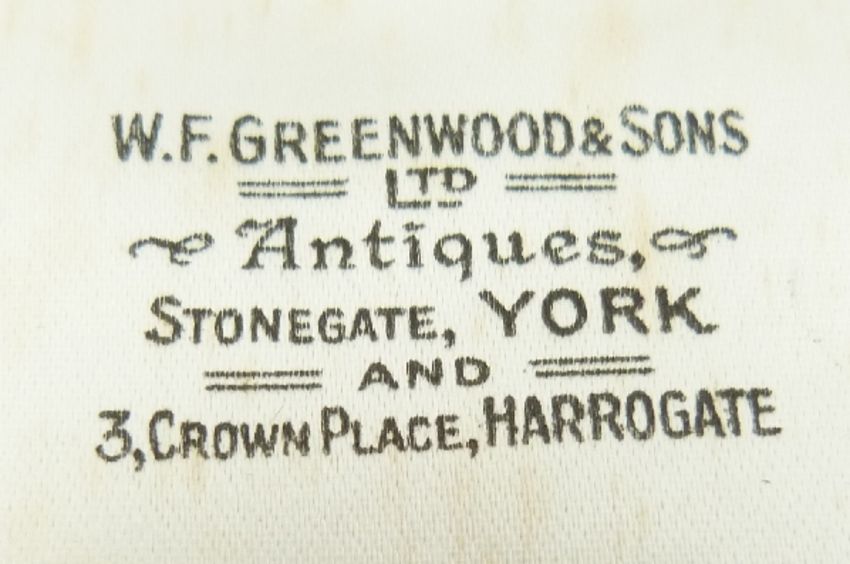 W.F. GREENWOOD & SONS
LTD
Antiques,
STONEGATE, YORK
AND
3, CROWN PLACE, HARROGATE